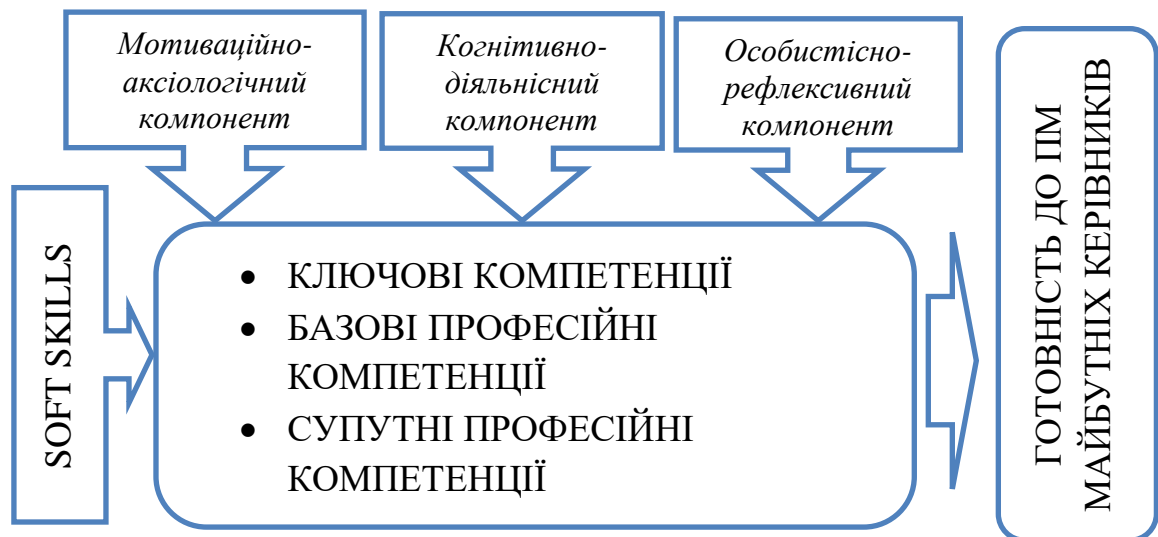 Мотиваційно-
аксіологічний
компонент
Когнітивно-
діяльнісний
компонент
Особистісно-
рефлексивний
компонент
SOFT SKILLS
• КЛЮЧОВІ КОМПЕТЕНЦІЇ
• БАЗОВІ ПРОФЕСІЙНІ
КОМПЕТЕНЦІЇ
• СУПУТНІ ПРОФЕСІЙНІ
КОМПЕТЕНЦІЇ
ГОТОВНІСТЬ ДО ПМ
МАЙБУТНІХ КЕРІВНИКІВ